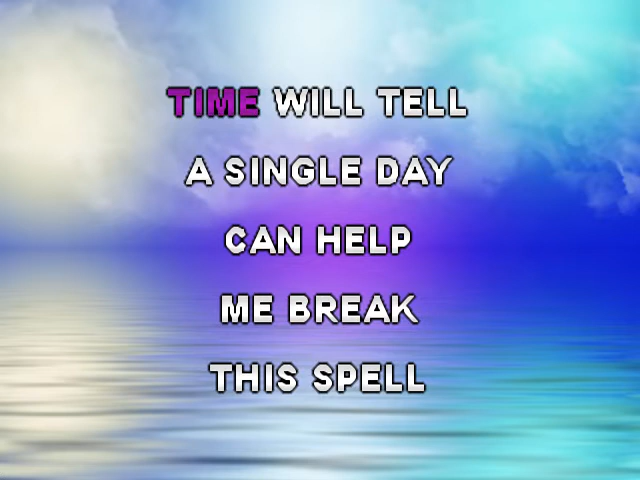 TIME WILL TELL
A SINGLE DAY
CAN HELP
ME BREAK
THIS SPELL